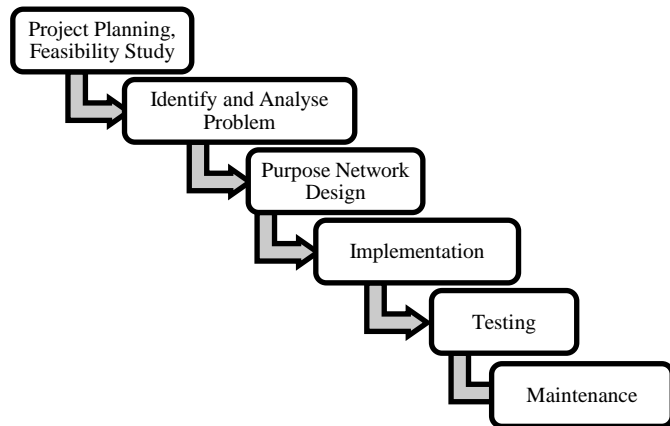 Project Planning,
Feasibility Study
Identify and Analyse
Problem
Purpose Network
Design
Implementation
Testing
Maintenance